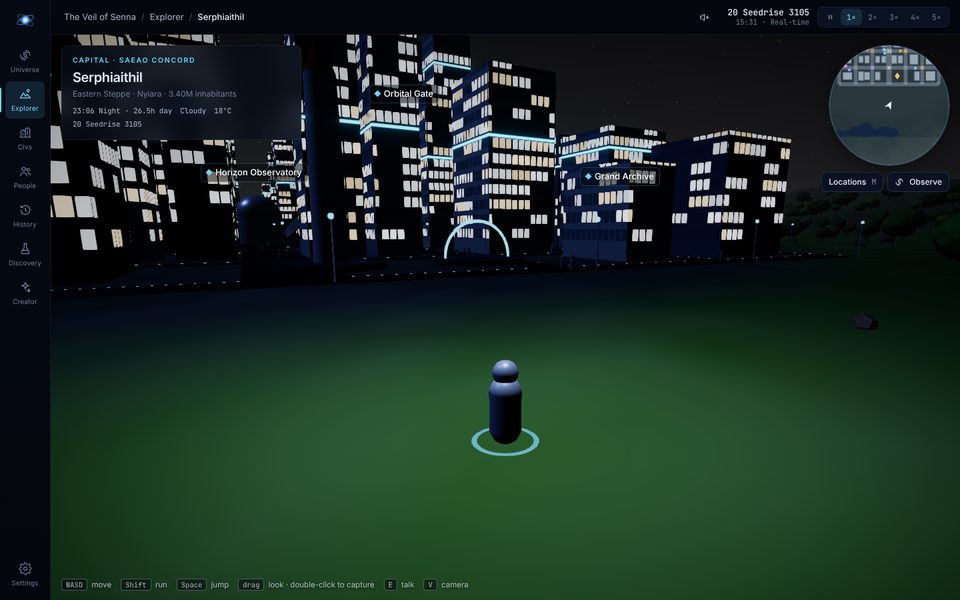 The Veil of Senna / Explorer / Serphiaithil
20 Seedrise 3105
15:31 · Real-time
1× 2× 3× 4× 5×
Universe
Explorer
Civs
People
History
Discovery
Creator
Settings
CAPITAL · SAEAO CONCORD
Serphiaithil
Eastern Steppe · Nyiara · 3.40M inhabitants
23:06 Night · 26.5h day Cloudy 18°C
20 Seedrise 3105
Orbital Gate
Horizon Observatory
Grand Archive
N
Locations M
Observe
WASD move Shift run Space jump drag look · double-click to capture E talk V camera